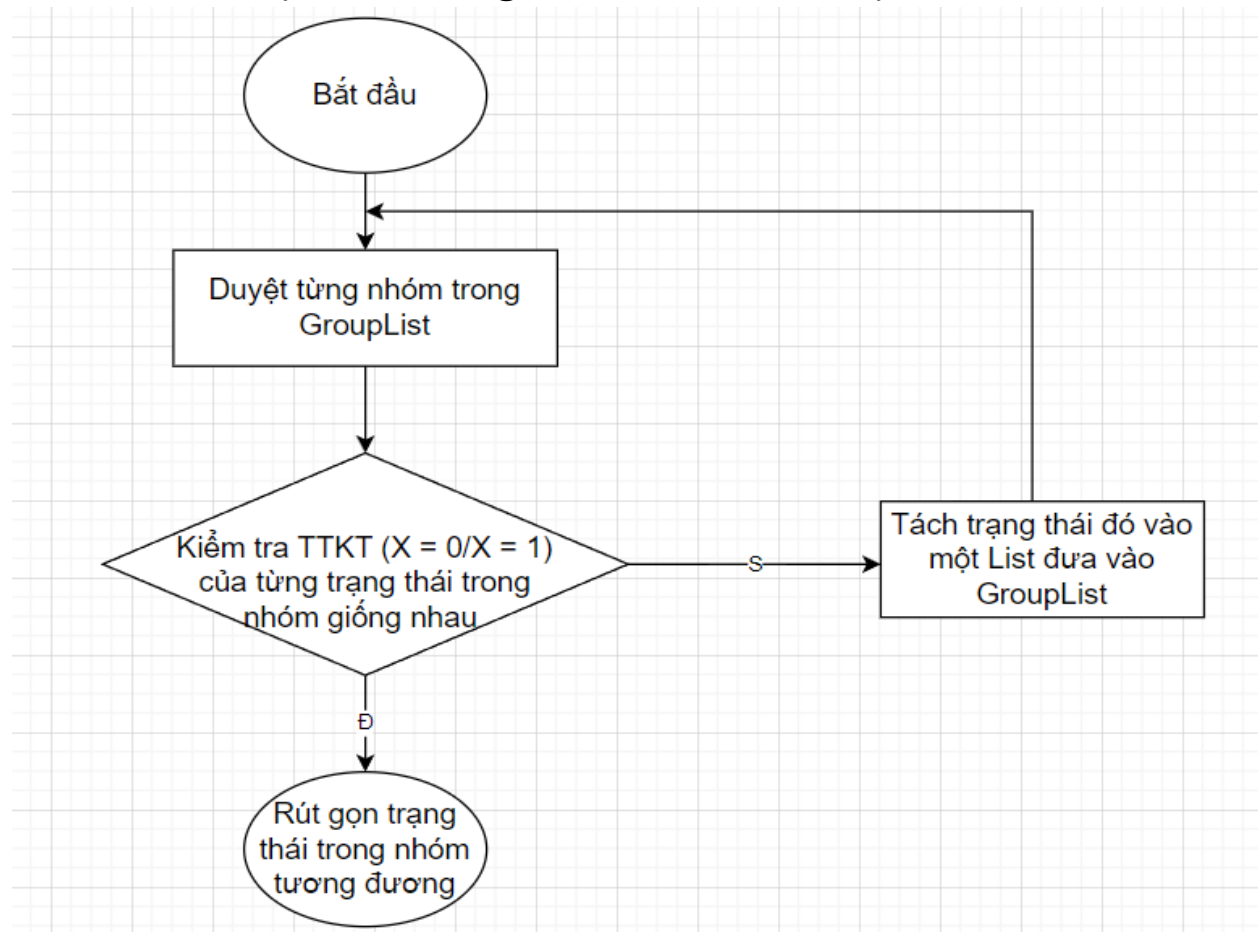 Bắt đầu
Duyệt từng nhóm trong
GroupList
Kiểm tra TTKT (X = 0/X = 1)
của từng trạng thái trong
nhóm giống nhau
S
Tách trạng thái đó vào
một List đưa vào
GroupList
Đ
Rút gọn trạng
thái trong nhóm
tương đương